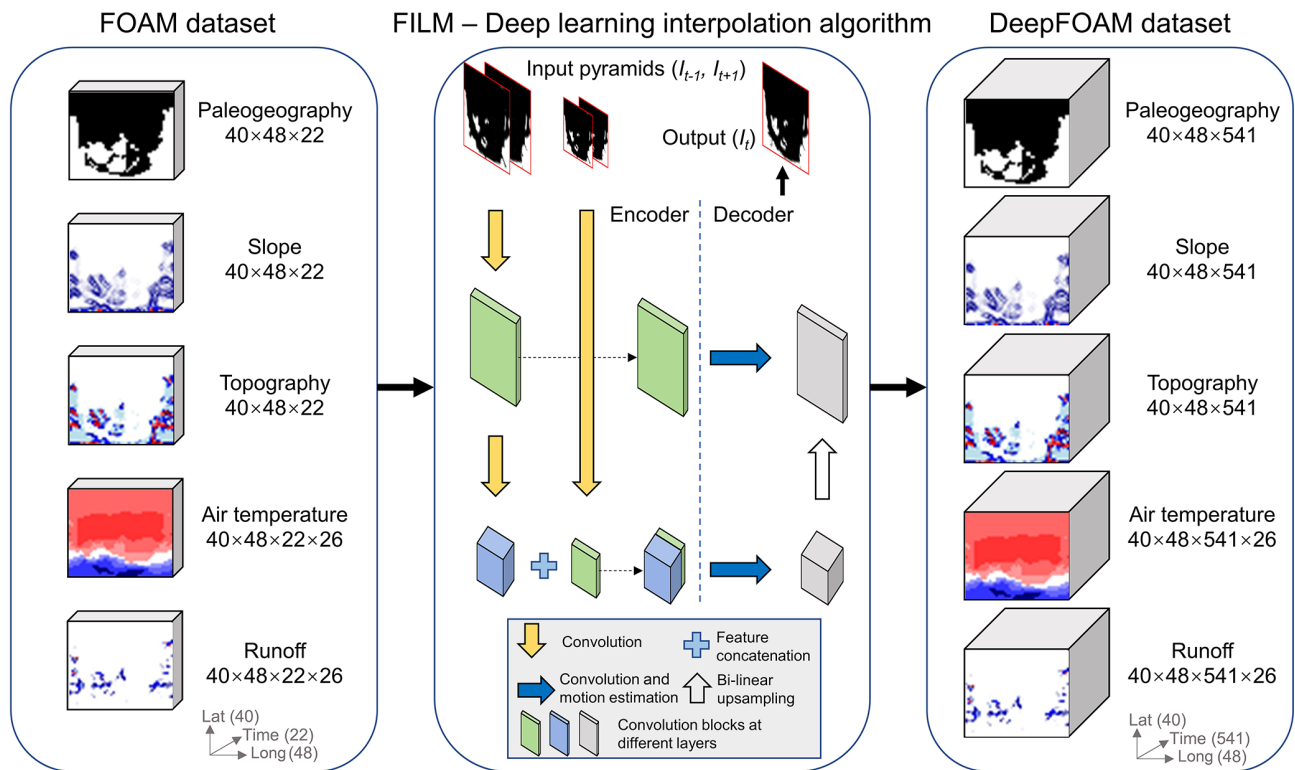 FOAM dataset
FILM – Deep learning interpolation algorithm
DeepFOAM dataset
Paleogeography
40×48×22
Slope
40×48×22
Topography
40×48×22
Air temperature
40×48×22×26
Runoff
40×48×22×26
Lat (40)
Time (22)
Long (48)
Input pyramids (I_{t-1}, I_{t+1})
Output (I_t)
Encoder
Decoder
Convolution
Feature
concatenation
Convolution and
motion estimation
Bi-linear
upsampling
Convolution blocks at
different layers
Paleogeography
40×48×541
Slope
40×48×541
Topography
40×48×541
Air temperature
40×48×541×26
Runoff
40×48×541×26
Lat (40)
Time (541)
Long (48)